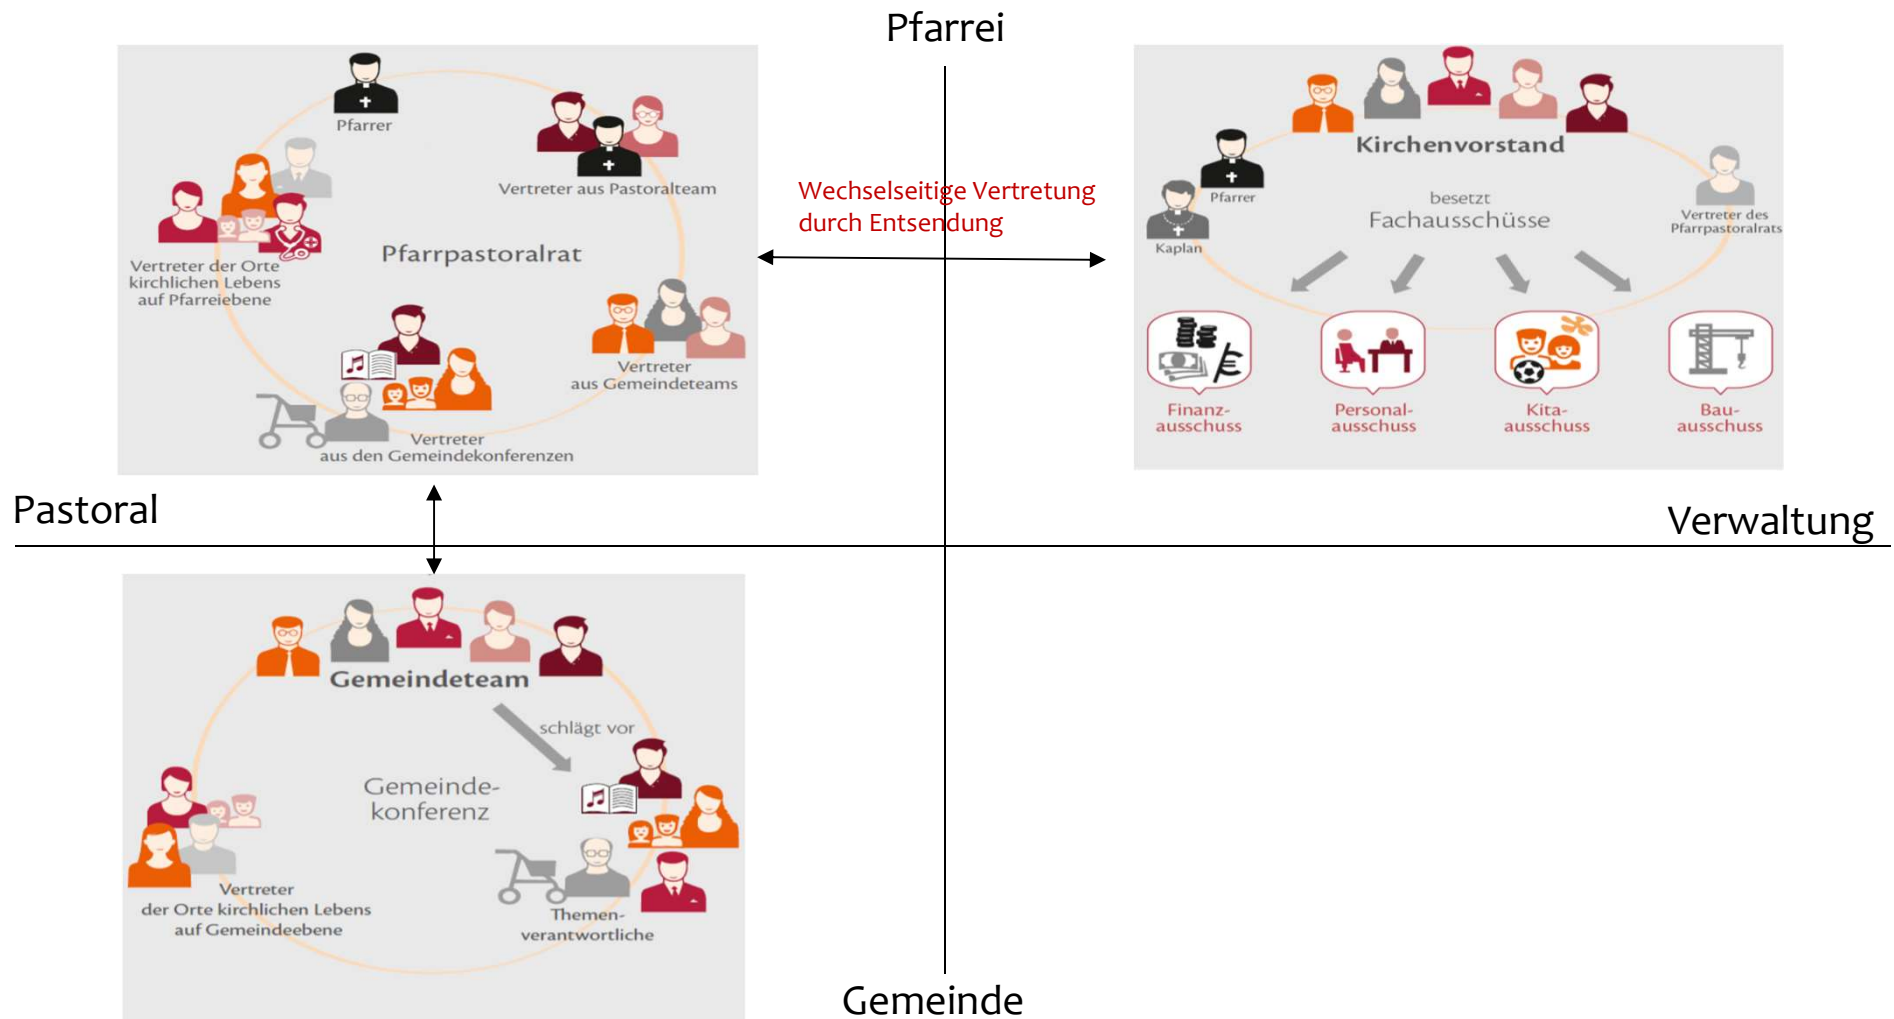 Pfarrei
Pfarrer
Vertreter aus Pastoralteam
Pfarrpastoralrat
Vertreter der Orte
kirchlichen Lebens
auf Pfarreiebene
Vertreter
aus Gemeindeteams
Vertreter
aus den Gemeindekonferenzen
Wechselseitige Vertretung
durch Entsendung
Kirchenvorstand
Pfarrer
Kaplan
besetzt
Fachausschüsse
Vertreter des
Pfarrpastoralrats
Finanz-
ausschuss
Personal-
ausschuss
Kita-
ausschuss
Bau-
ausschuss
Pastoral
Verwaltung
Gemeindeteam
schlägt vor
Gemeinde-
konferenz
Vertreter
der Orte kirchlichen Lebens
auf Gemeindeebene
Themen-
verantwortliche
Gemeinde